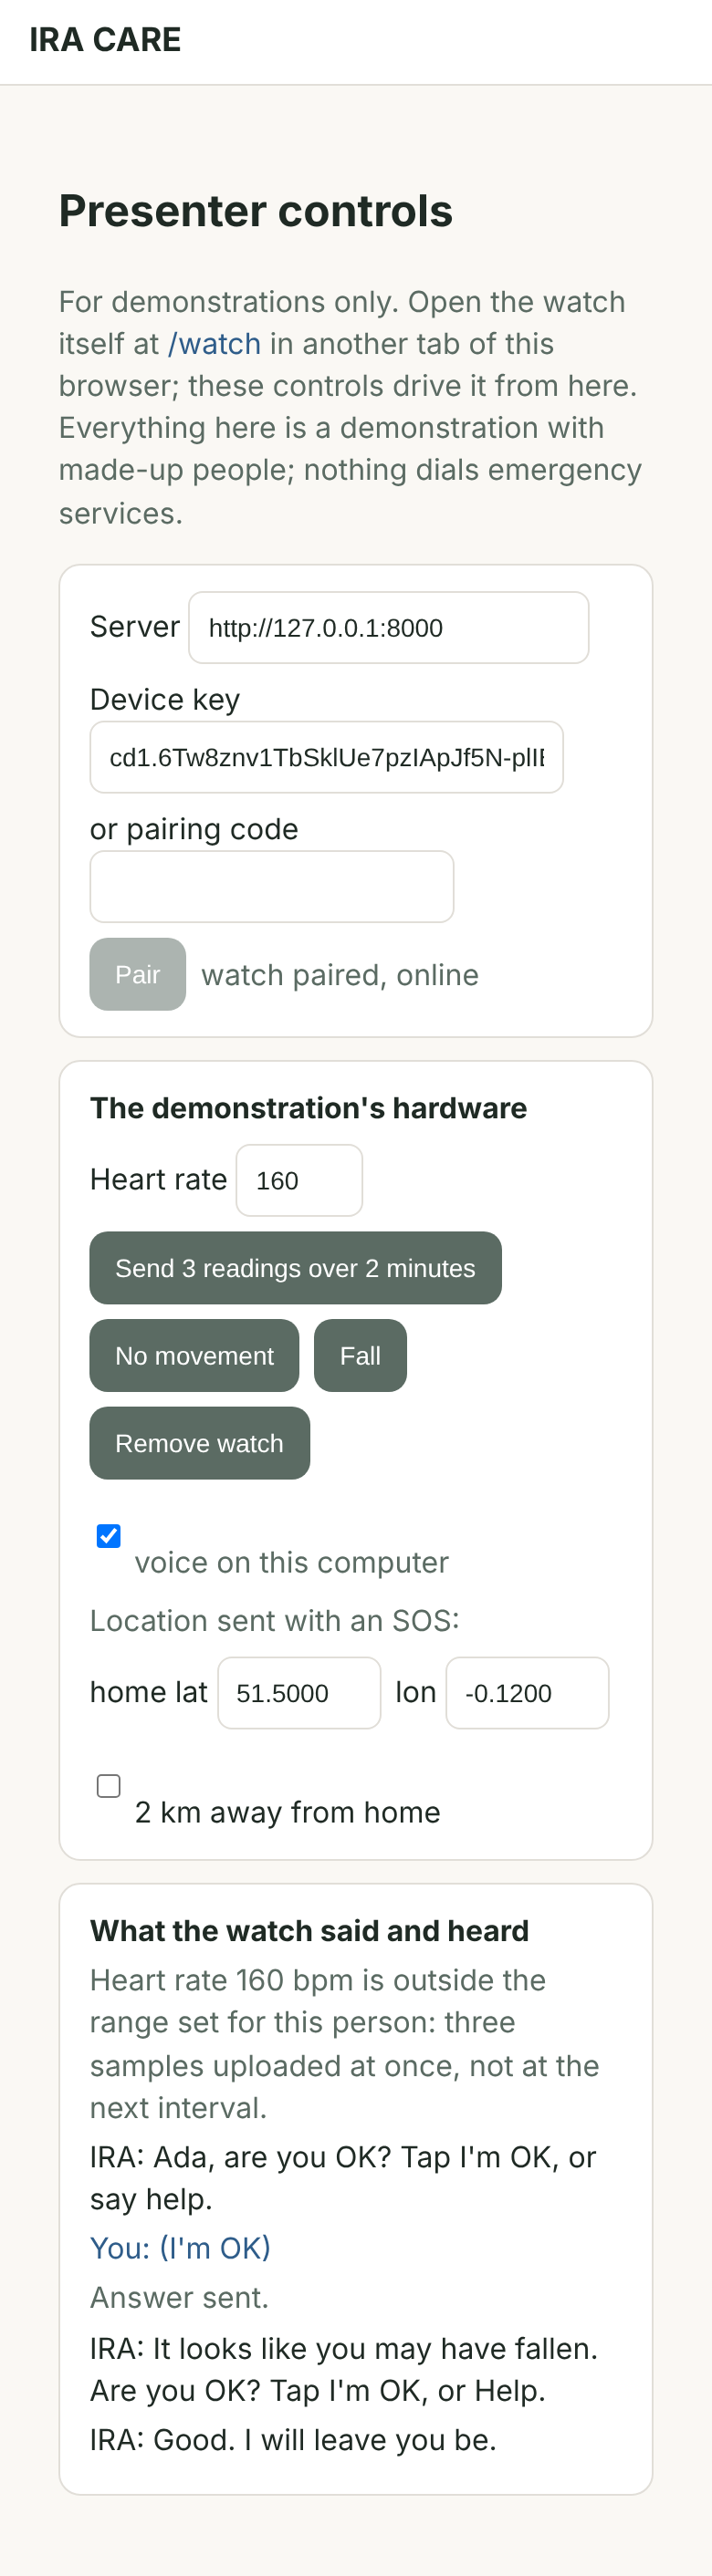 IRA CARE
Presenter controls
For demonstrations only. Open the watch
itself at /watch in another tab of this
browser; these controls drive it from here.
Everything here is a demonstration with
made-up people; nothing dials emergency
services.
Server http://127.0.0.1:8000
Device key
cd1.6Tw8znv1TbSklUe7pzIApJf5N-plI
or pairing code
Pair watch paired, online
The demonstration's hardware
Heart rate 160
Send 3 readings over 2 minutes
No movement Fall
Remove watch
voice on this computer
Location sent with an SOS:
home lat 51.5000 lon -0.1200
2 km away from home
What the watch said and heard
Heart rate 160 bpm is outside the
range set for this person: three
samples uploaded at once, not at the
next interval.
IRA: Ada, are you OK? Tap I'm OK, or
say help.
You: (I'm OK)
Answer sent.
IRA: It looks like you may have fallen.
Are you OK? Tap I'm OK, or Help.
IRA: Good. I will leave you be.